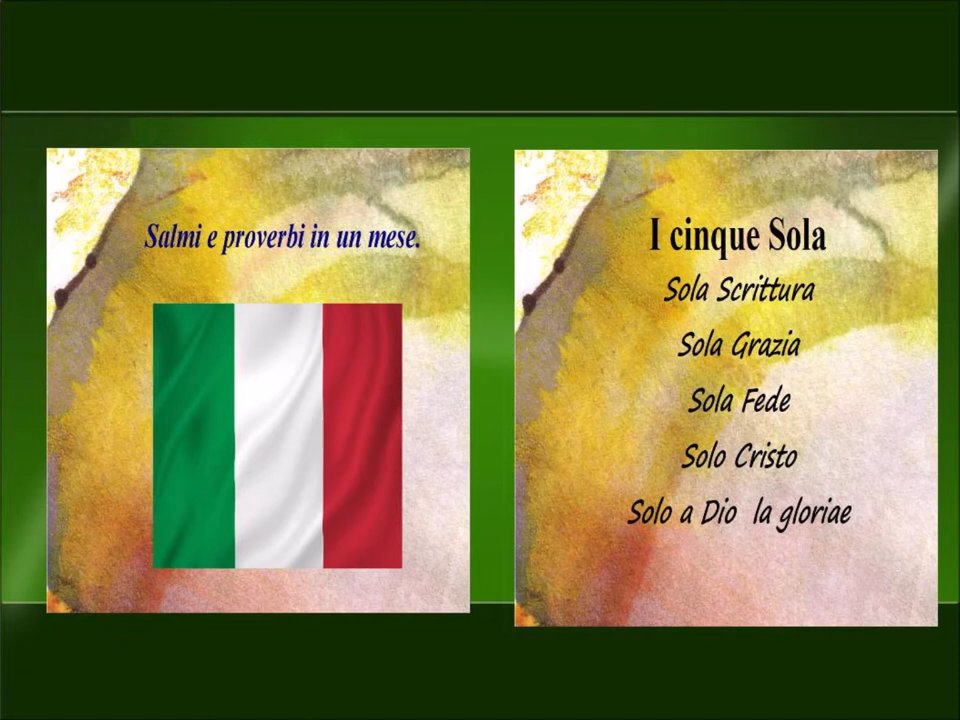 Salmi e proverbi in un mese.
I cinque Sola
Sola Scrittura
Sola Grazia
Sola Fede
Solo Cristo
Solo a Dio la gloriae